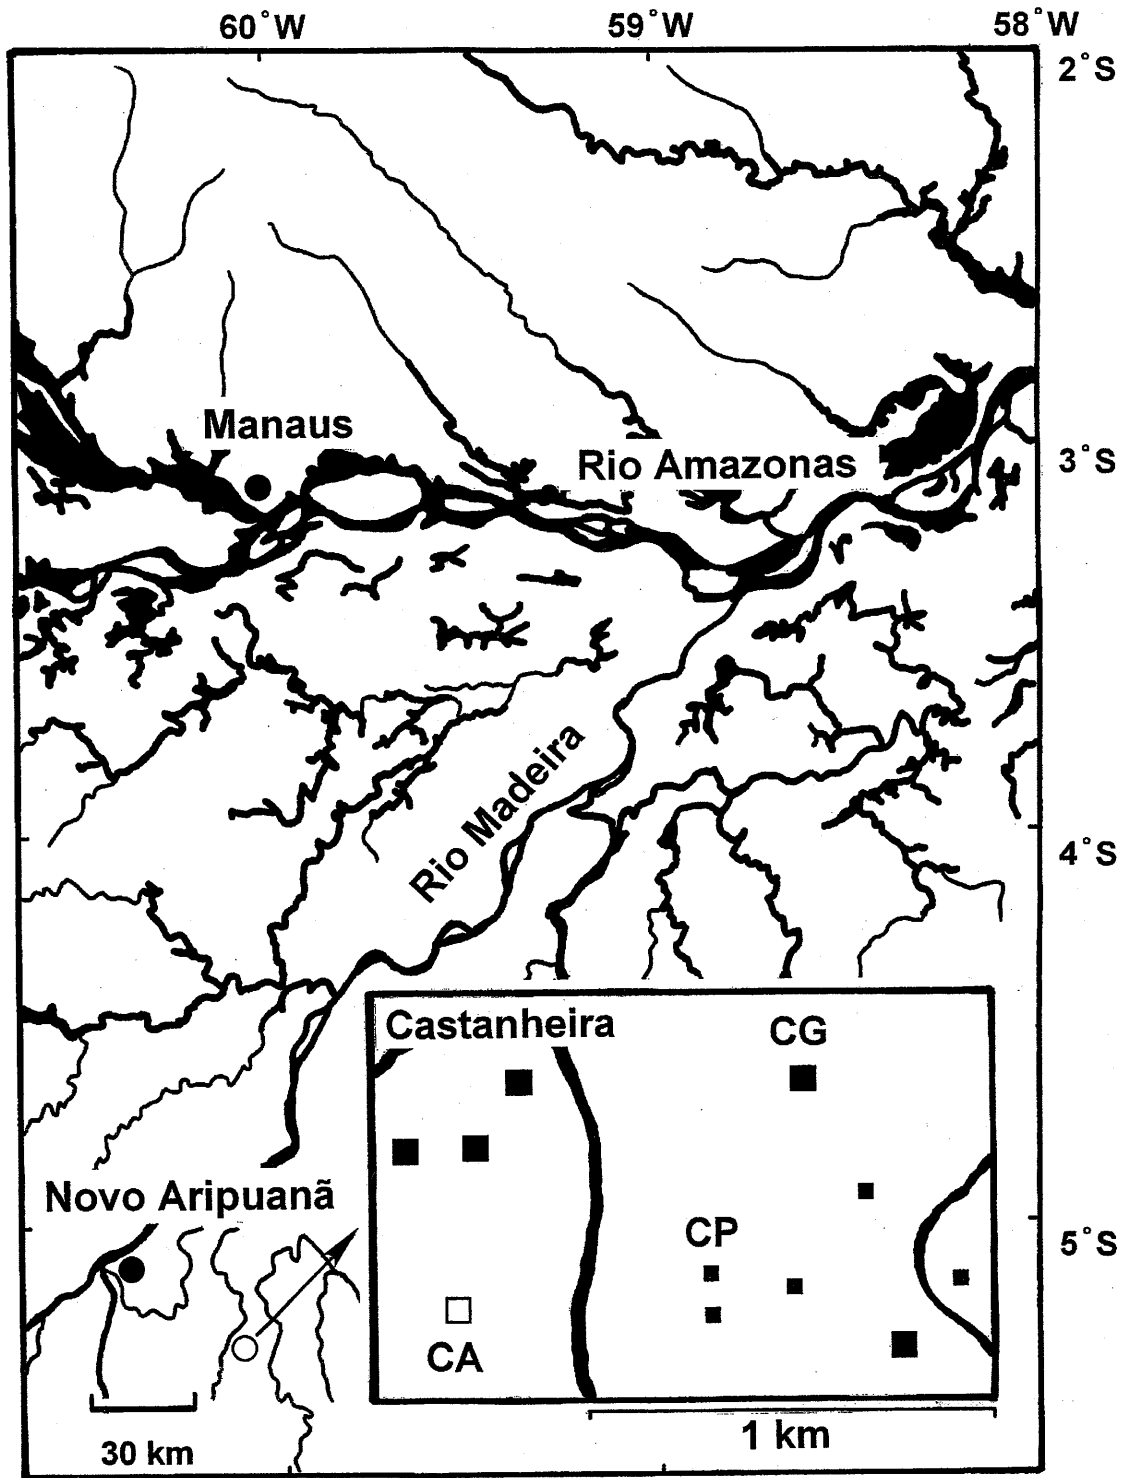 60°W
59°W
58°W
2°S
Manaus
Rio Amazonas
3°S
Rio Madeira
4°S
Castanheira
CG
Novo Aripuanã
CP
5°S
CA
30 km
1 km